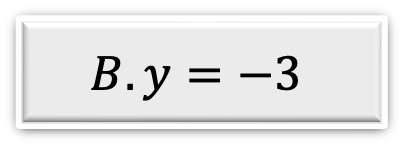 B. y = −3